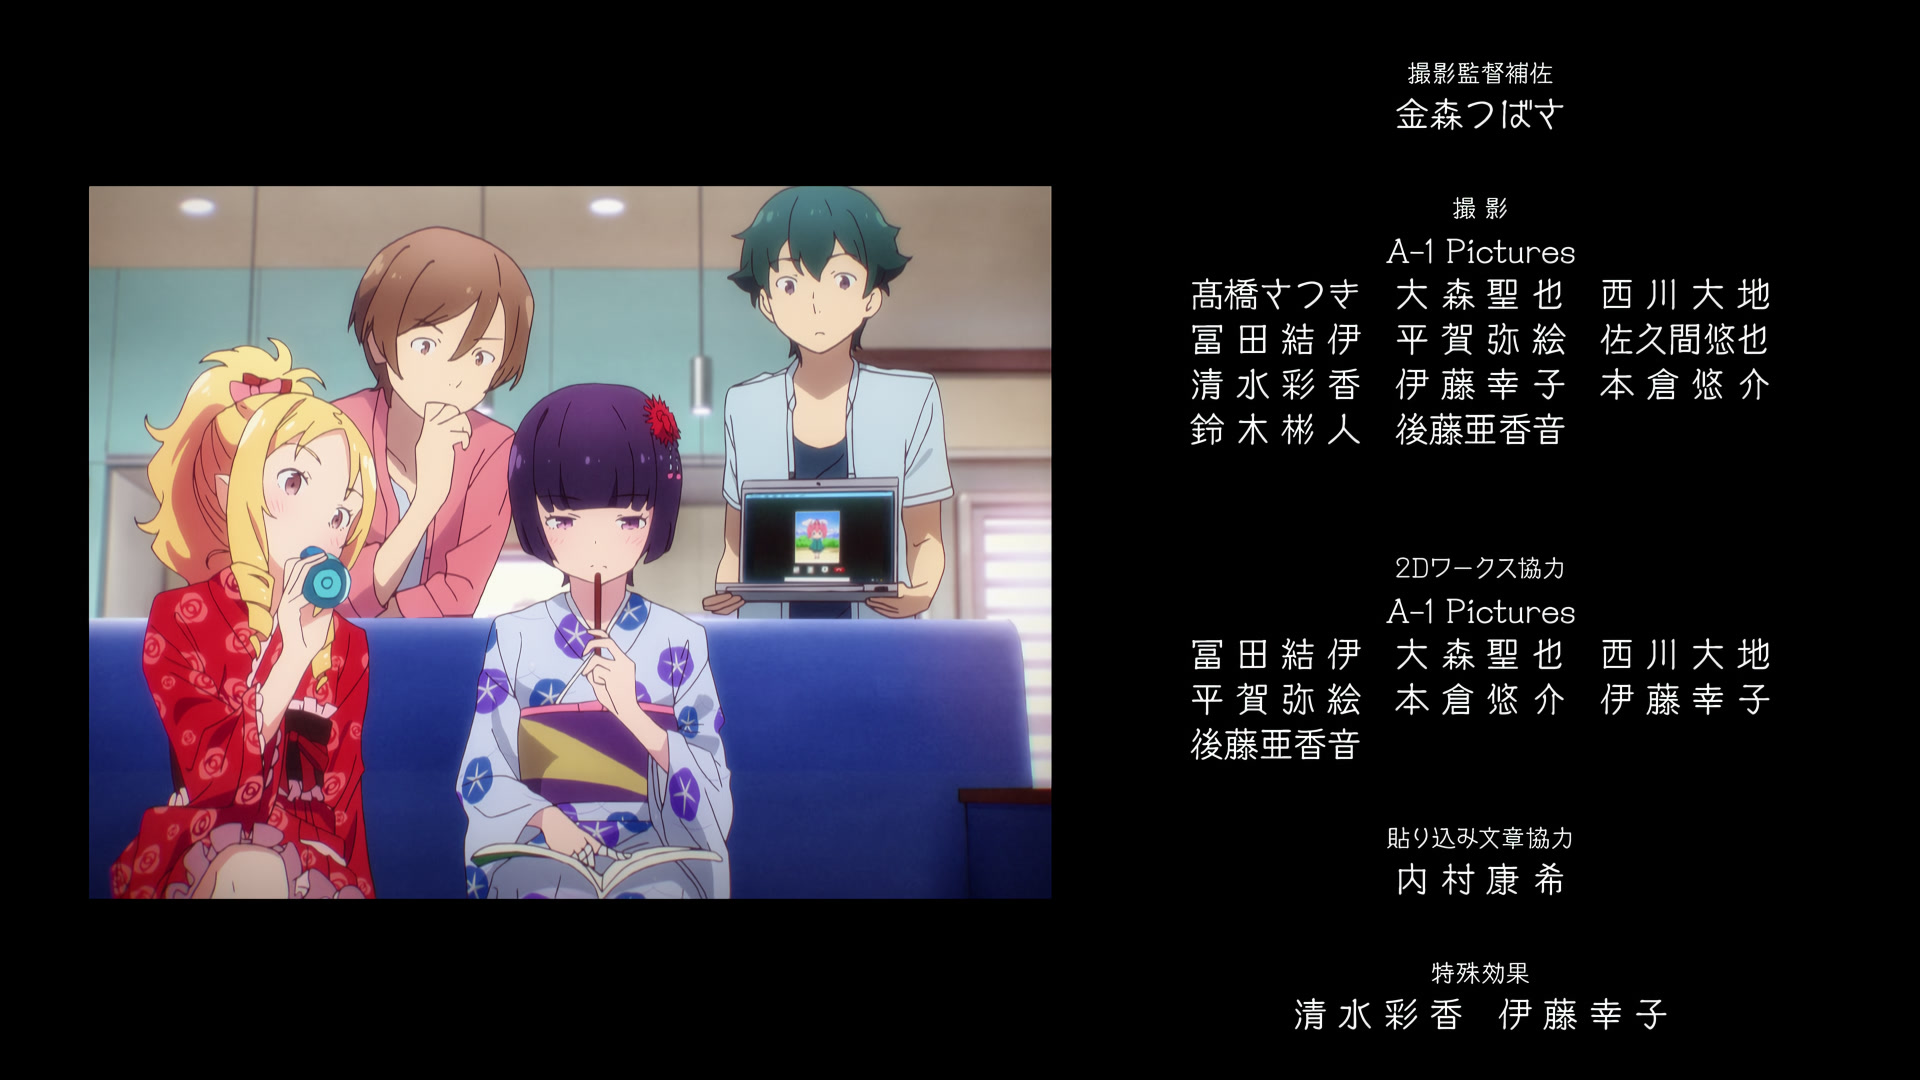 撮影監督補佐
金森つばさ
撮影
A-1 Pictures
髙橋さつき 大森聖也 西川大地
冨田結伊 平賀弥絵 佐久間悠也
清水彩香 伊藤幸子 本倉悠介
鈴木彬人 後藤亜香音
2Dワークス協力
A-1 Pictures
冨田結伊 大森聖也 西川大地
平賀弥絵 本倉悠介 伊藤幸子
後藤亜香音
貼り込み文章協力
内村康希
特殊効果
清水彩香 伊藤幸子